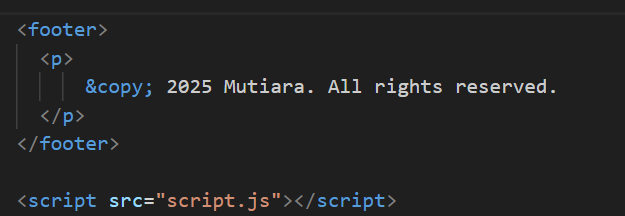 <footer>
<p>
&copy; 2025 Mutiara. All rights reserved.
</p>
</footer>
<script src="script.js"></script>